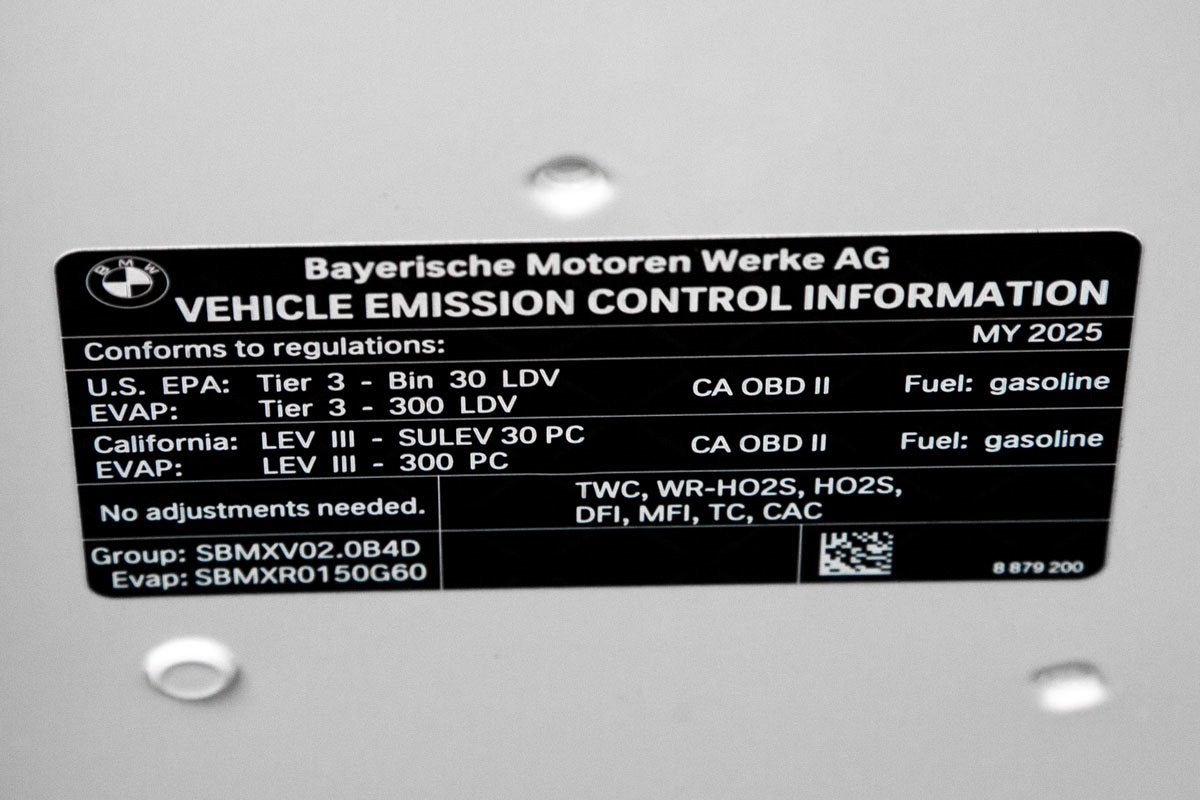 BMW
Bayerische Motoren Werke AG
VEHICLE EMISSION CONTROL INFORMATION
Conforms to regulations: MY 2025
U.S. EPA: Tier 3 - Bin 30 LDV CA OBD II Fuel: gasoline
EVAP: Tier 3 - 300 LDV
California: LEV III - SULEV 30 PC CA OBD II Fuel: gasoline
EVAP: LEV III - 300 PC
No adjustments needed.
TWC, WR-HO2S, HO2S,
DFI, MFI, TC, CAC
Group: SBMXV02.0B4D
Evap: SBMXR0150G60
8 879 200